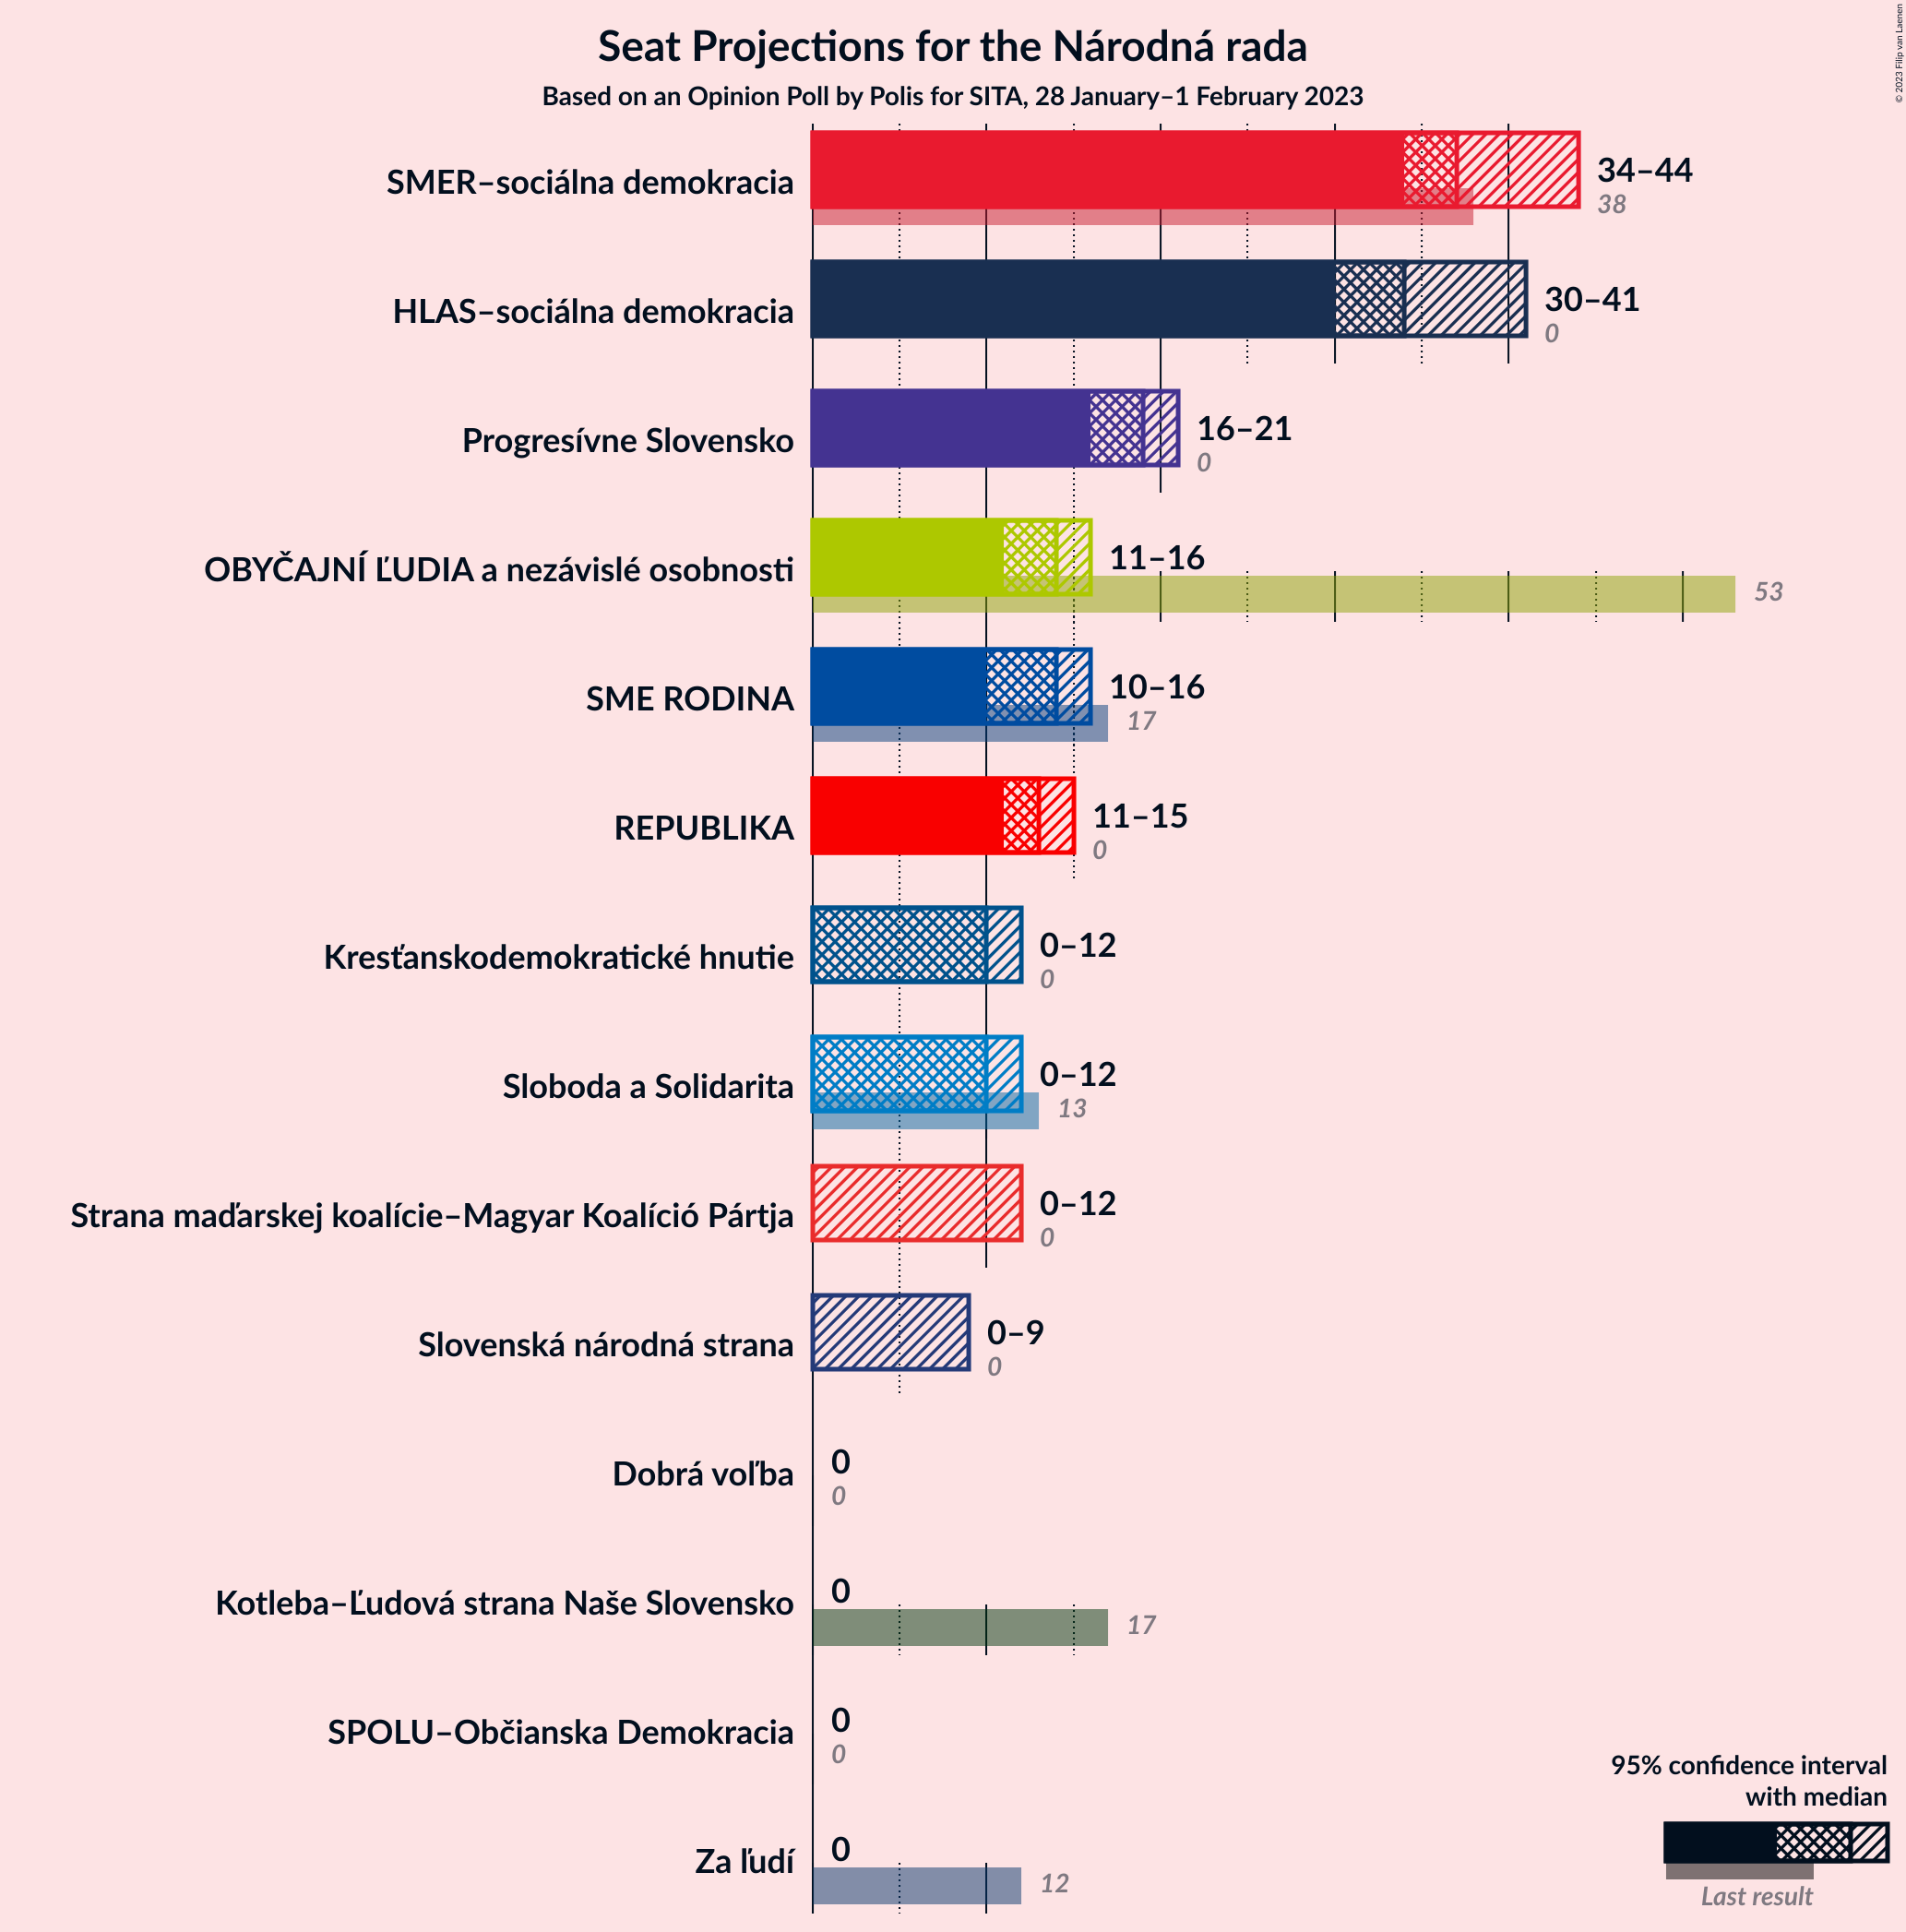 Seat Projections for the Národná rada
Based on an Opinion Poll by Polis for SITA, 28 January–1 February 2023
© 2023 Filip van Laenen
SMER–sociálna demokracia
34–44
38
HLAS–sociálna demokracia
30–41
0
Progresívne Slovensko
16–21
0
OBYČAJNÍ ĽUDIA a nezávislé osobnosti
11–16
53
SME RODINA
10–16
17
REPUBLIKA
11–15
0
Kresťanskodemokratické hnutie
0–12
0
Sloboda a Solidarita
0–12
13
Strana maďarskej koalície–Magyar Koalíció Pártja
0–12
0
Slovenská národná strana
0–9
0
Dobrá voľba
0
0
Kotleba–Ľudová strana Naše Slovensko
0
17
SPOLU–Občianska Demokracia
0
0
Za ľudí
0
12
95% confidence interval
with median
Last result